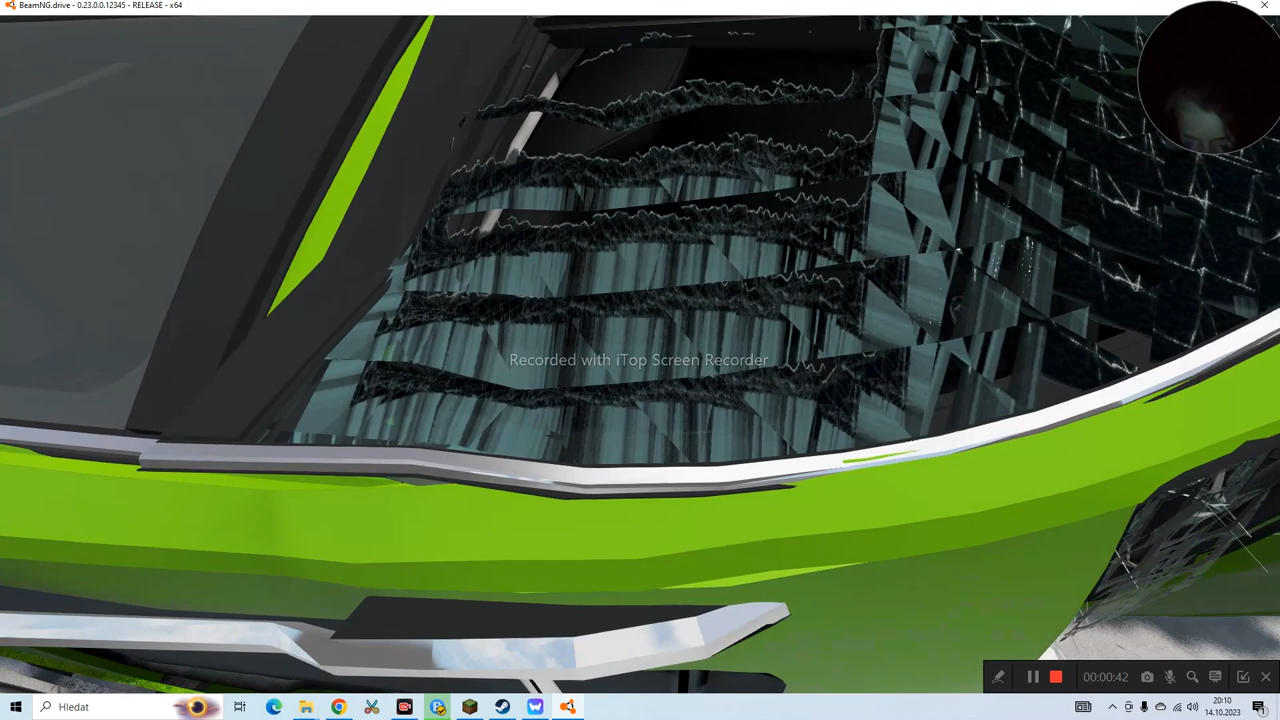 BeamNG.drive - 0.23.0.0.12345 - RELEASE - x64
Recorded with iTop Screen Recorder
00:00:42
Hledat
20:10
14.10.2023